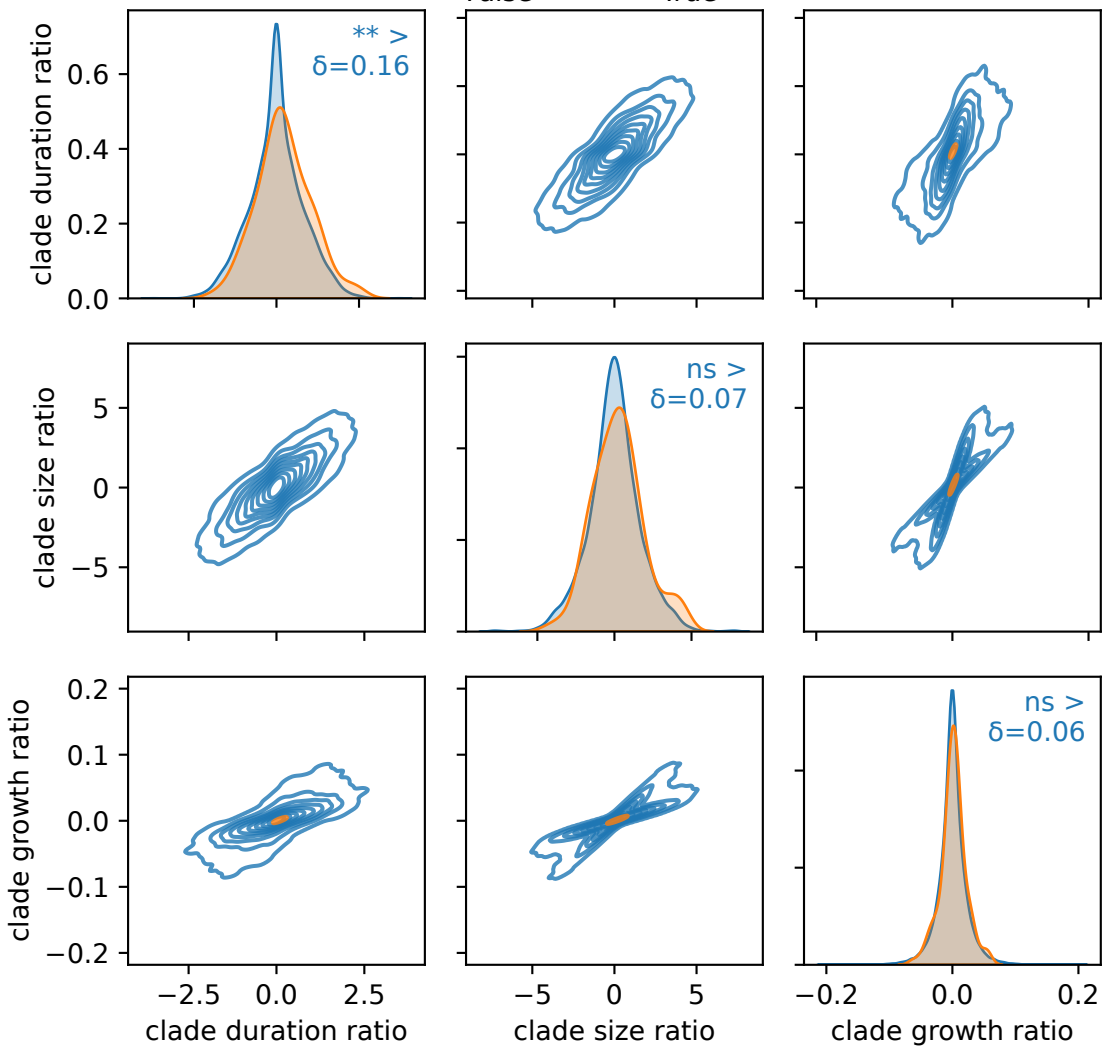 clade duration ratio
0.6
0.4
0.2
0.0
** >
δ=0.16
clade size ratio
5
0
−5
ns >
δ=0.07
clade growth ratio
0.2
0.1
0.0
−0.1
−0.2
ns >
δ=0.06
−2.5 0.0 2.5
−5 0 5
−0.2 0.0 0.2
clade duration ratio
clade size ratio
clade growth ratio